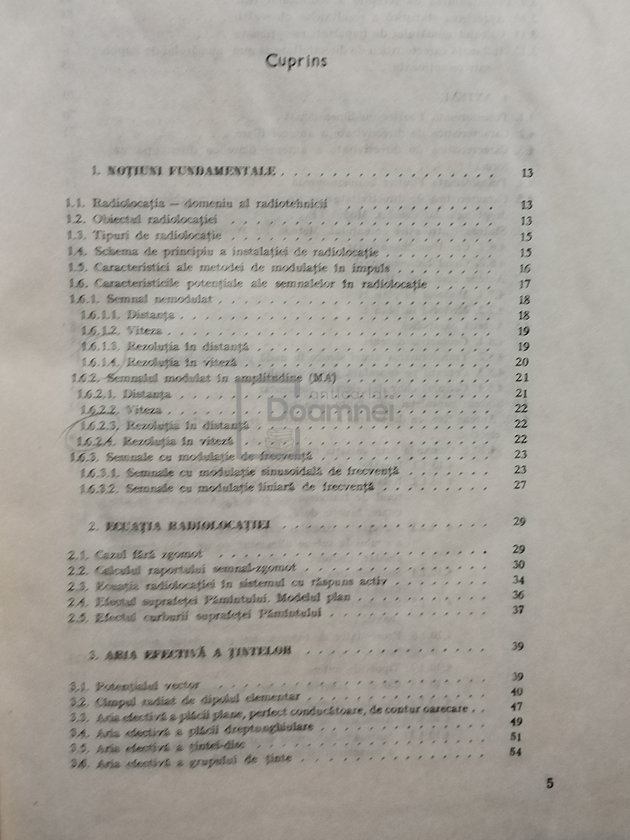 Cuprins
1. NOȚIUNI FUNDAMENTALE . . . . . . . . . . . . . . . . . 13
1.1. Radiolocația — domeniu al radiotehnicii . . . . . . . . . . 13
1.2. Obiectul radiolocației . . . . . . . . . . . . . . . . . 13
1.3. Tipuri de radiolocație . . . . . . . . . . . . . . . . . 15
1.4. Schema de principiu a instalației de radiolocație . . . . . . . 15
1.5. Caracteristici ale metodei de modulație în impuls . . . . . . 16
1.6. Caracteristicile potențiale ale semnalelor în radiolocație . . . . 17
1.6.1. Semnal nemodulat . . . . . . . . . . . . . . . . . 18
1.6.1.1. Distanța . . . . . . . . . . . . . . . . . . . 18
1.6.1.2. Viteza . . . . . . . . . . . . . . . . . . . . 19
1.6.1.3. Rezoluția în distanță . . . . . . . . . . . . . . . 19
1.6.1.4. Rezoluția în viteză . . . . . . . . . . . . . . . . 20
1.6.2. Semnalul modulat în amplitudine (MA) . . . . . . . . . . 21
1.6.2.1. Distanța . . . . . . . . . . . . . . . . . . . 21
1.6.2.2. Viteza . . . . . . . . . . . . . . . . . . . . 22
1.6.2.3. Rezoluția în distanță . . . . . . . . . . . . . . . 22
1.6.2.4. Rezoluția în viteză . . . . . . . . . . . . . . . . 22
1.6.3. Semnale cu modulație de frecvență . . . . . . . . . . . 23
1.6.3.1. Semnale cu modulație sinusoidală de frecvență . . . . . . 23
1.6.3.2. Semnale cu modulație liniară de frecvență . . . . . . . . 27
2. ECUAȚIA RADIOLOCAȚIEI . . . . . . . . . . . . . . . . . 29
2.1. Cazul fără zgomot . . . . . . . . . . . . . . . . . . 29
2.2. Calculul raportului semnal-zgomot . . . . . . . . . . . . 30
2.3. Ecuația radiolocației în sistemul cu răspuns activ . . . . . . . 34
2.4. Efectul suprafeței Pămîntului. Modelul plan . . . . . . . . . 36
2.5. Efectul curburii suprafeței Pămîntului . . . . . . . . . . . 37
3. ARIA EFECTIVĂ A ȚINTELOR . . . . . . . . . . . . . . . 39
3.1. Potențialul vector . . . . . . . . . . . . . . . . . . 39
3.2. Cîmpul radiat de dipolul elementar . . . . . . . . . . . . 40
3.3. Aria efectivă a plăcii plane, perfect conducătoare, de contur oarecare . . 47
3.4. Aria efectivă a plăcii dreptunghiulare . . . . . . . . . . . 49
3.5. Aria efectivă a țintei-disc . . . . . . . . . . . . . . . . 51
3.6. Aria efectivă a grupului de ținte . . . . . . . . . . . . . 54
5
anticariat
Doamnei